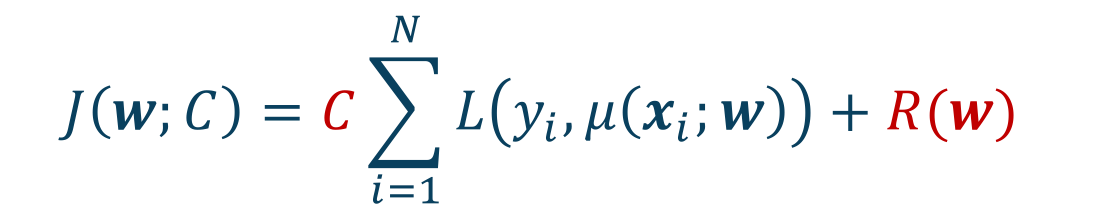 J(w; C) = C ∑_{i=1}^{N} L(y_i, μ(x_i; w)) + R(w)